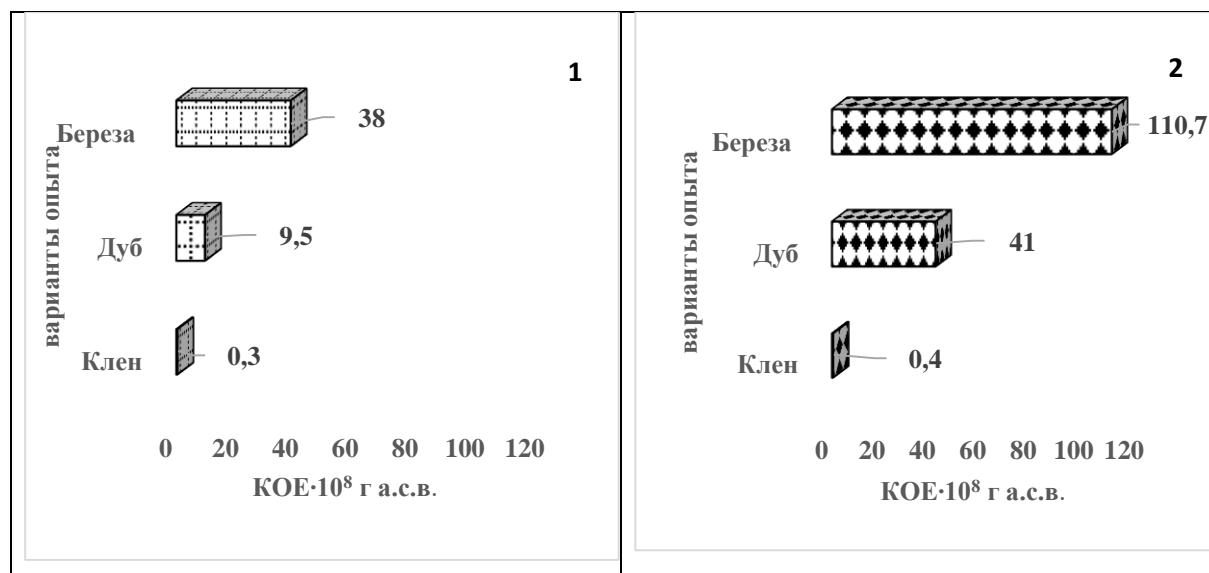 1
Береза
38
Дуб
9,5
Клен
0,3
варианты опыта
0 20 40 60 80 100 120
КОЕ·10⁸ г а.с.в.
2
Береза
110,7
Дуб
41
Клен
0,4
варианты опыта
0 20 40 60 80 100 120
КОЕ·10⁸ г а.с.в.